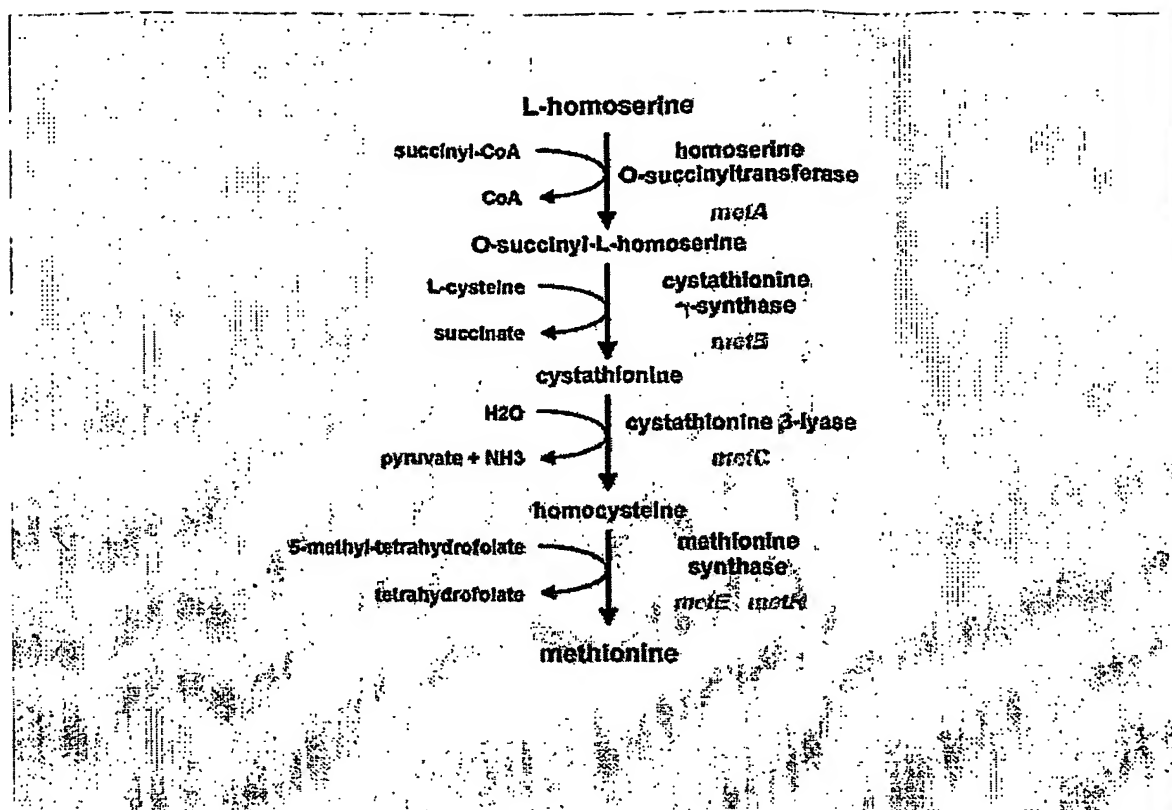 L-homoserine
succinyl-CoA
homoserine
O-succinyltransferase
CoA
metA
O-succinyl-L-homoserine
L-cysteine
cystathionine
γ-synthase
succinate
metB
cystathionine
H2O
cystathionine β-lyase
pyruvate + NH3
metC
homocysteine
5-methyl-tetrahydrofolate
methionine
synthase
tetrahydrofolate
metE metH
methionine